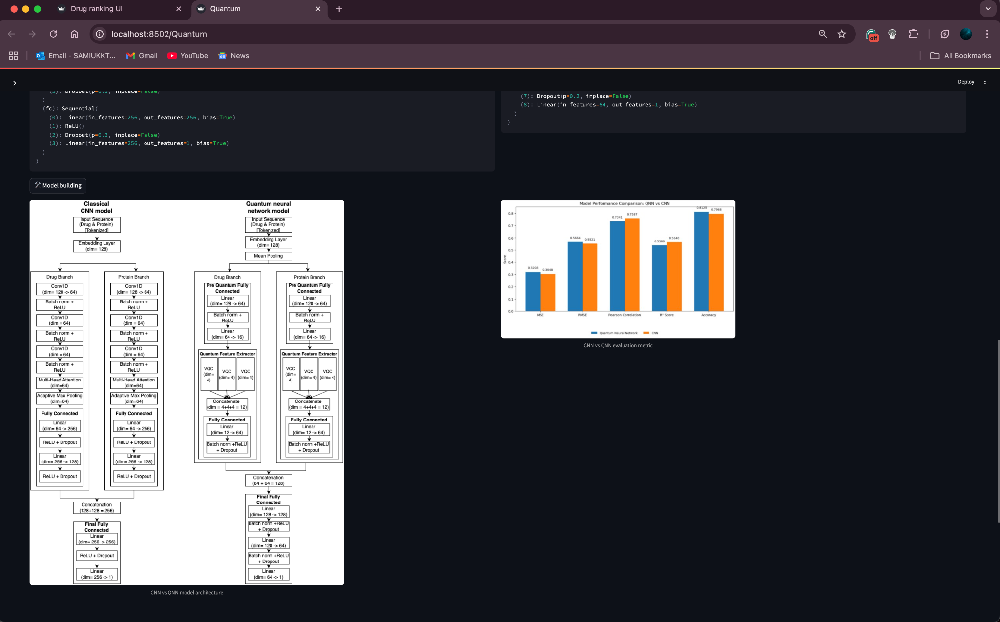 Drug ranking UI
Quantum
localhost:8502/Quantum
off
Email - SAMIUKKT...
Gmail
YouTube
News
All Bookmarks
Deploy
)
(fc): Sequential(
(0): Linear(in_features=256, out_features=256, bias=True)
(1): ReLU()
(2): Dropout(p=0.3, inplace=False)
(3): Linear(in_features=256, out_features=1, bias=True)
)
)
(7): Dropout(p=0.2, inplace=False)
(8): Linear(in_features=64, out_features=1, bias=True)
)
)
Model building
Classical
CNN model
Input Sequence
(Drug & Protein)
[Tokenized]
Embedding Layer
(dim= 128)
Drug Branch
Conv1D
(dim= 128 -> 64)
Batch norm +
ReLU
Conv1D
(dim = 64)
Batch norm +
ReLU
Conv1D
(dim = 64)
Batch norm +
ReLU
Multi-Head Attention
(dim=64)
Adaptive Max Pooling
(dim=64)
Fully Connected
Linear
(dim= 64 -> 256)
ReLU + Dropout
Linear
(dim= 256 -> 128)
ReLU + Dropout
Protein Branch
Conv1D
(dim= 128 -> 64)
Batch norm +
ReLU
Conv1D
(dim = 64)
Batch norm +
ReLU
Conv1D
(dim = 64)
Batch norm +
ReLU
Multi-Head Attention
(dim=64)
Adaptive Max Pooling
(dim=64)
Fully Connected
Linear
(dim= 64 -> 256)
ReLU + Dropout
Linear
(dim= 256 -> 128)
ReLU + Dropout
Concatenation
(128+128 = 256)
Final Fully
Connected
Linear
(dim= 256 -> 256)
ReLU + Dropout
Linear
(dim= 256 -> 1)
Quantum neural
network model
Input Sequence
(Drug & Protein)
[Tokenized]
Embedding Layer
(dim= 128)
Mean Pooling
Drug Branch
Pre Quantum Fully
Connected
Linear
(dim= 128 -> 64)
Batch norm +
ReLU
Linear
(dim= 64 -> 16)
Quantum Feature Extractor
VQC
(dim=
4)
VQC
(dim= 4)
VQC
(dim= 4)
Concatenate
(dim = 4+4+4 = 12)
Fully Connected
Linear
(dim= 12 -> 64)
Batch norm +ReLU
+ Dropout
Protein Branch
Pre Quantum Fully
Connected
Linear
(dim= 128 -> 64)
Batch norm +
ReLU
Linear
(dim= 64 -> 16)
Quantum Feature Extractor
VQC
(dim=
4)
VQC
(dim= 4)
VQC
(dim= 4)
Concatenate
(dim = 4+4+4 = 12)
Fully Connected
Linear
(dim= 12 -> 64)
Batch norm +ReLU
+ Dropout
Concatenation
(64 + 64 = 128)
Final Fully
Connected
Linear
(dim= 128 -> 128)
Batch norm +ReLU
+ Dropout
Linear
(dim= 128 -> 64)
Batch norm +ReLU
+ Dropout
Linear
(dim= 64 -> 1)
CNN vs QNN model architecture
Model Performance Comparison: QNN vs CNN
Score
0.8
0.7
0.6
0.5
0.4
0.3
0.2
0.1
0.0
0.3208
0.3048
0.5664
0.5521
0.7341
0.7587
0.5380
0.5640
0.8125
0.7968
MSE
RMSE
Pearson Correlation
R² Score
Accuracy
Quantum Neural Network
CNN
CNN vs QNN evaluation metric